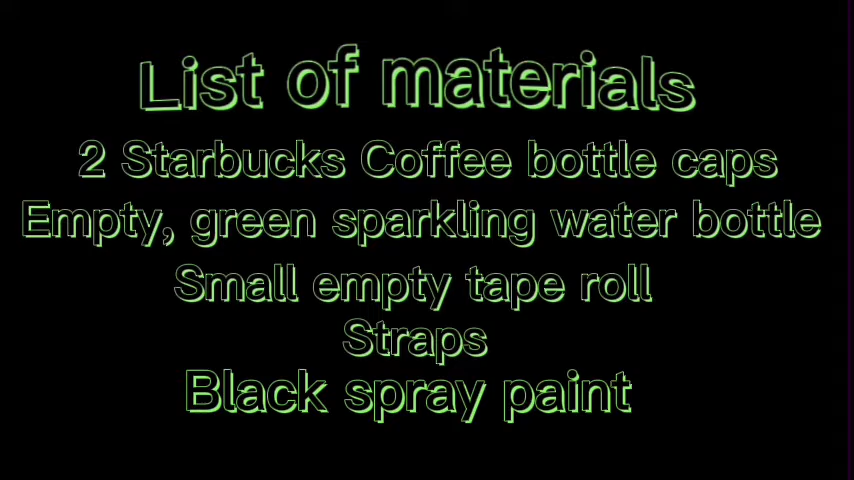 List of materials
2 Starbucks Coffee bottle caps
Empty, green sparkling water bottle
Small empty tape roll
Straps
Black spray paint